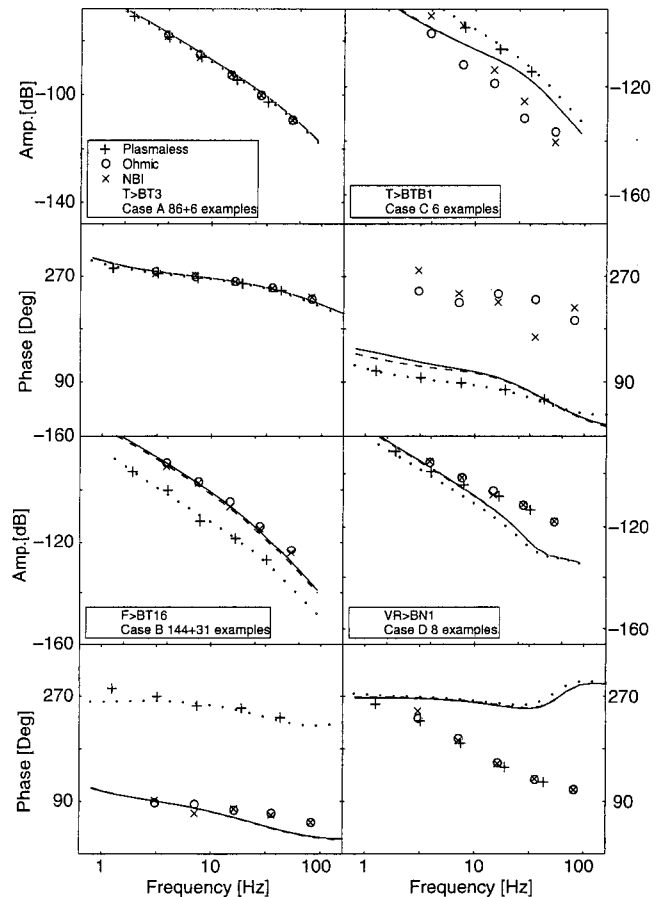 Amp.[dB]
−100
−140
+ Plasmaless
○ Ohmic
× NBI
T>BT3
Case A 86+6 examples
−120
−160
T>BTB1
Case C 6 examples
Phase [Deg]
270
90
270
90
−160
Amp.[dB]
−120
−160
F>BT16
Case B 144+31 examples
−120
−160
VR>BN1
Case D 8 examples
Phase [Deg]
270
90
270
90
1 10 100
1 10 100
Frequency [Hz]
Frequency [Hz]